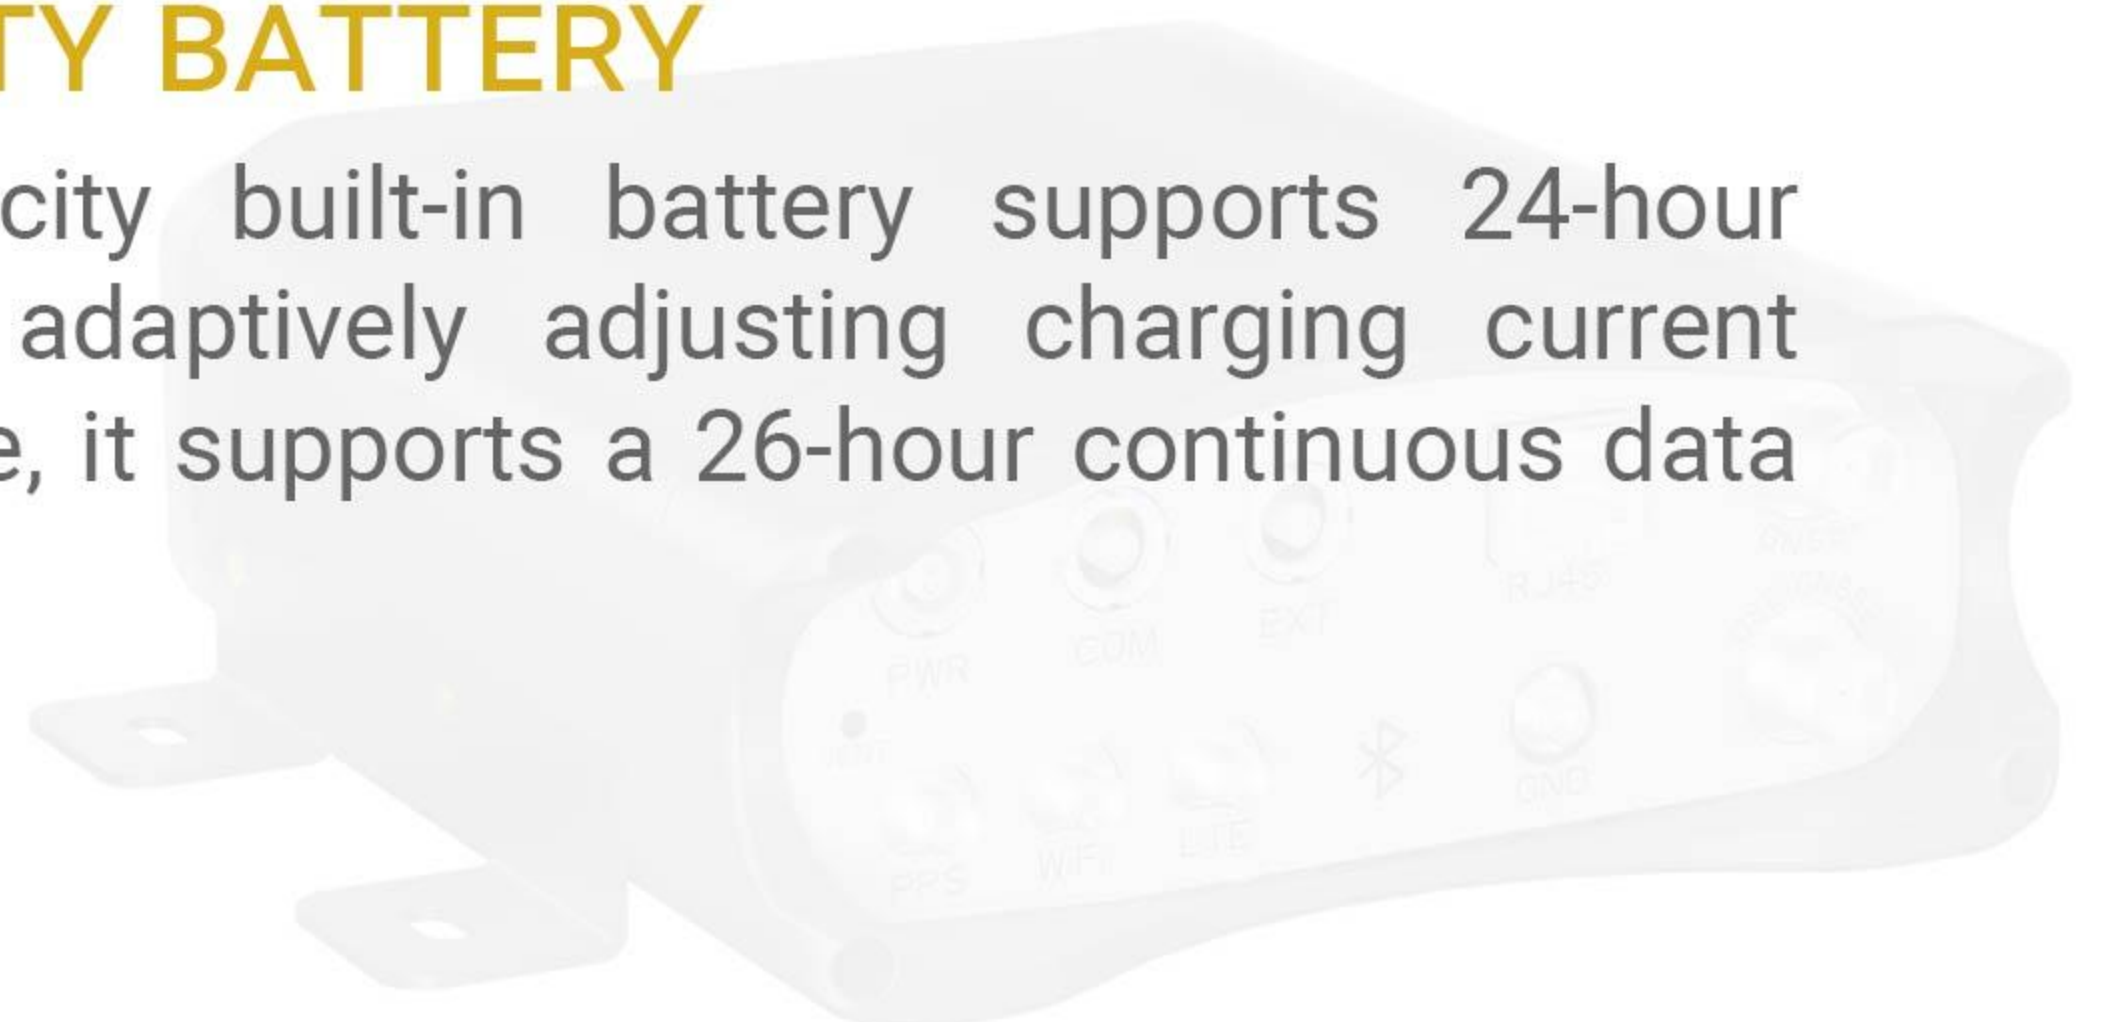 TY BATTERY
city built-in battery supports 24-hour
adaptively adjusting charging current
e, it supports a 26-hour continuous data
RJ45
EXT
COM
PWR
GND
LTE
WiFi
PPS